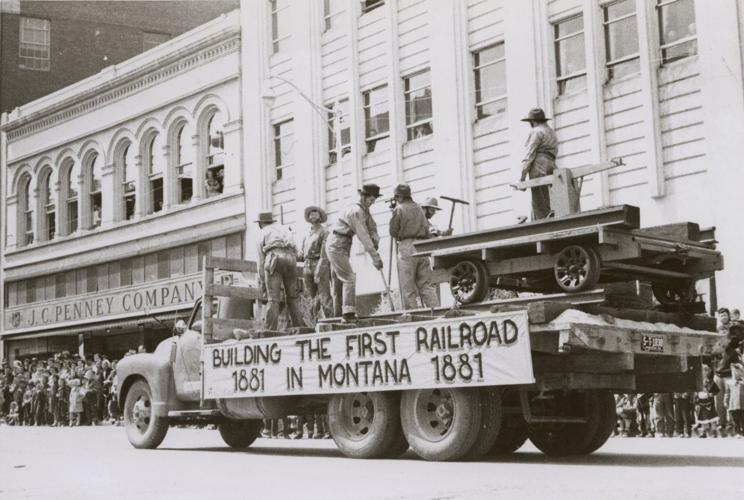 J. C. PENNEY COMPANY
BUILDING THE FIRST RAILROAD
1881 IN MONTANA 1881